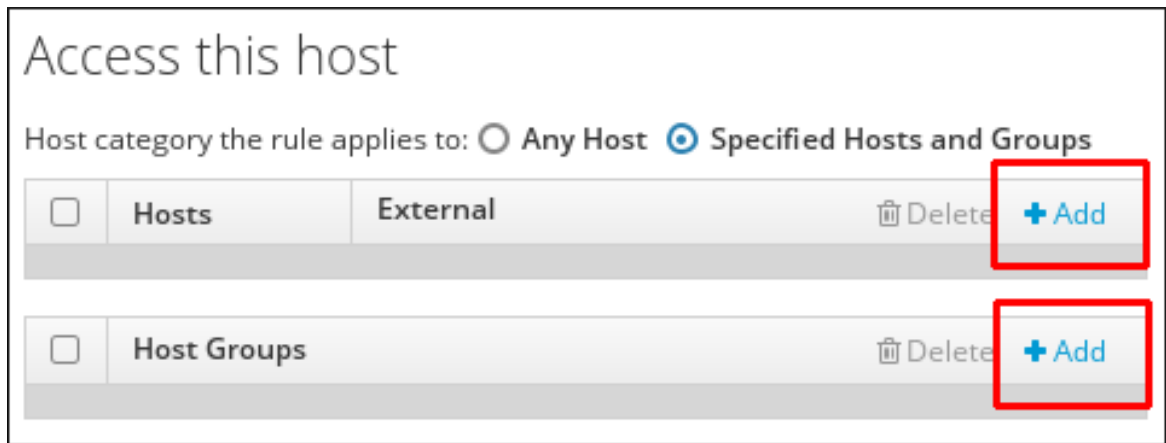 Access this host
Host category the rule applies to: Any Host Specified Hosts and Groups
Hosts External Delete Add
Host Groups Delete Add